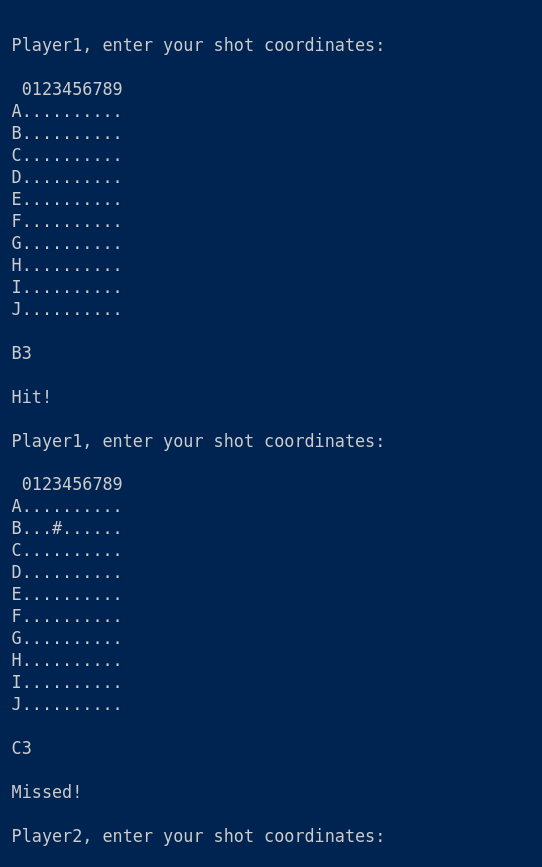 Player1, enter your shot coordinates:
 0123456789
A..........
B..........
C..........
D..........
E..........
F..........
G..........
H..........
I..........
J..........
B3
Hit!
Player1, enter your shot coordinates:
 0123456789
A..........
B...#......
C..........
D..........
E..........
F..........
G..........
H..........
I..........
J..........
C3
Missed!
Player2, enter your shot coordinates: